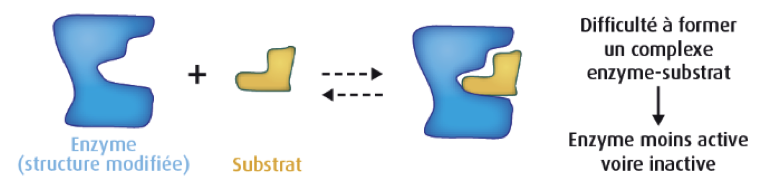 Enzyme
(structure modifiée)
+
Substrat
Difficulté à former
un complexe
enzyme-substrat
Enzyme moins active
voire inactive